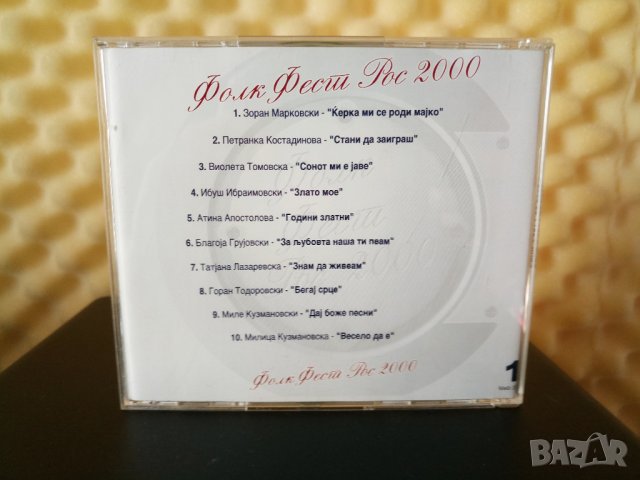 Фолк Фест Рос 2000
1. Зоран Марковски - "Ќерка ми се роди мајко"
2. Петранка Костадинова - "Стани да заиграш"
3. Виолета Томовска - "Сонот ми е јаве"
4. Ибуш Ибраимовски - "Злато мое"
5. Атина Апостолова - "Години златни"
6. Благоја Грујовски - "За љубовта наша ти пеам"
7. Татјана Лазаревска - "Знам да живеам"
8. Горан Тодоровски - "Бегај срце"
9. Миле Кузмановски - "Дај боже песни"
10. Милица Кузмановска - "Весело да е"
Фолк Фест Рос 2000
1
BAZAR